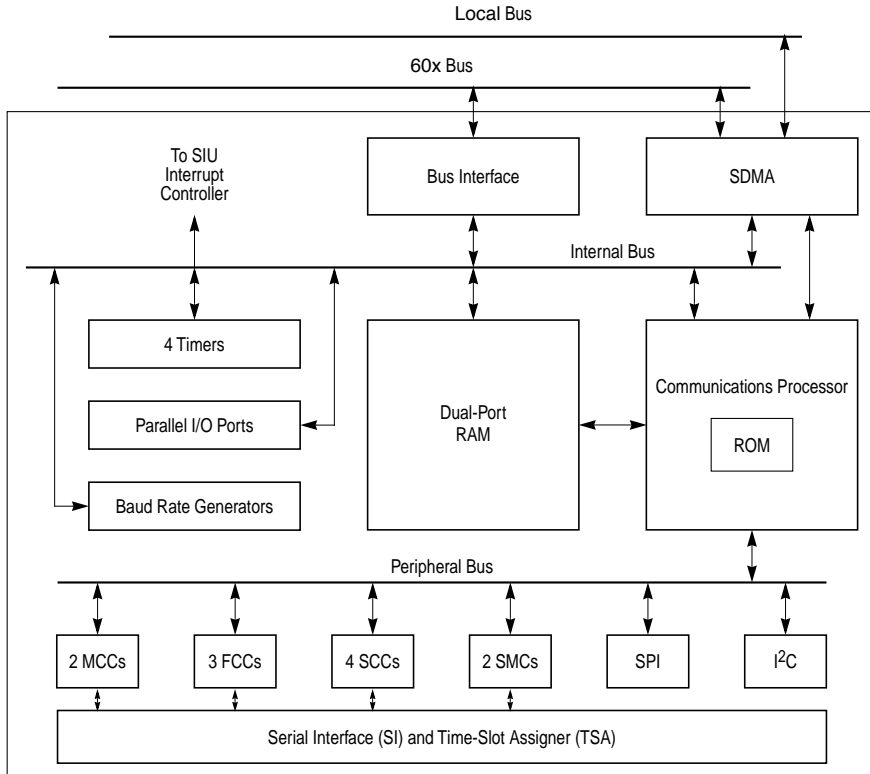 Local Bus
60x Bus
To SIU
Interrupt
Controller
Bus Interface
SDMA
Internal Bus
4 Timers
Parallel I/O Ports
Baud Rate Generators
Dual-Port
RAM
Communications Processor
ROM
Peripheral Bus
2 MCCs
3 FCCs
4 SCCs
2 SMCs
SPI
I²C
Serial Interface (SI) and Time-Slot Assigner (TSA)